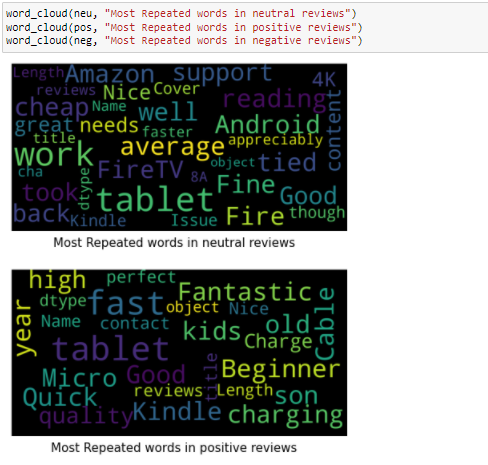 word_cloud(neu, "Most Repeated words in neutral reviews")
word_cloud(pos, "Most Repeated words in positive reviews")
word_cloud(neg, "Most Repeated words in negative reviews")
Length Amazon support 4K
reviews Nice Cover reading content
cheap Name well
great needs faster Android
title average appreciably
work FireTV object tied
cha dtype 8A
took tablet Fine Good
back Kindle Issue Fire though
Most Repeated words in neutral reviews
high perfect Fantastic
dtype fast object Nice Cable
year Name contact kids old
tablet Charge
Micro Good title Beginner
Quick reviews Length son
quality Kindle charging
Most Repeated words in positive reviews